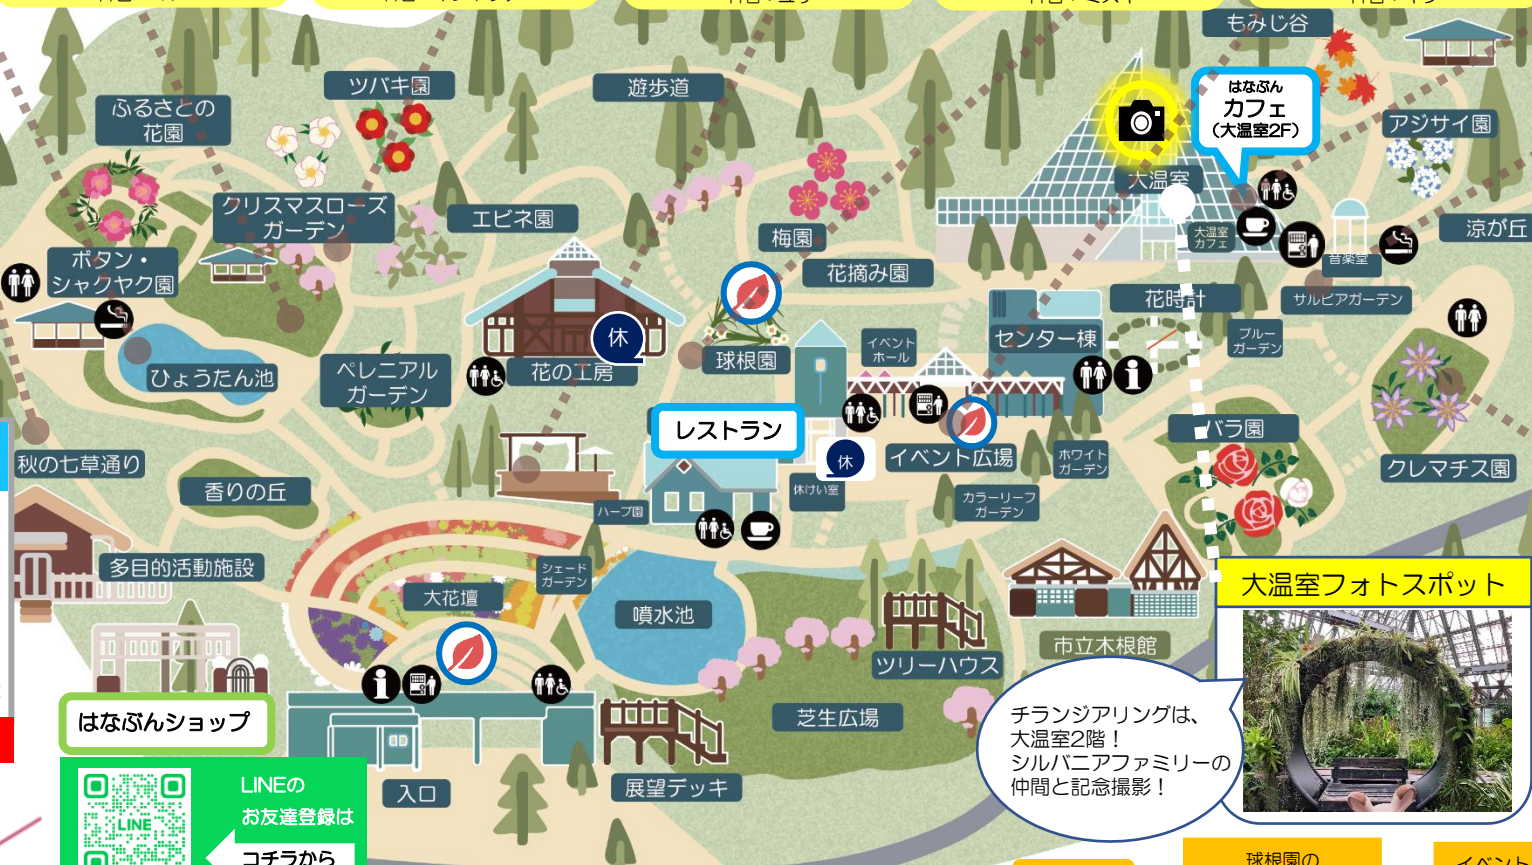 もみじ谷
はなぶん
カフェ
（大温室2F）
ツバキ園
遊歩道
ふるさとの
花園
アジサイ園
大温室
クリスマスローズ
ガーデン
エビネ園
梅園
大温室
カフェ
涼が丘
音楽堂
ボタン・
シャクヤク園
花摘み園
花時計
サルビアガーデン
休
センター棟
イベント
ホール
ブルー
ガーデン
球根園
ひょうたん池
ペレニアル
ガーデン
花の工房
レストラン
バラ園
秋の七草通り
休
イベント広場
ホワイト
ガーデン
クレマチス園
香りの丘
休けい室
カラーリーフ
ガーデン
ハーブ園
多目的活動施設
シェード
ガーデン
大花壇
噴水池
大温室フォトスポット
市立木根館
ツリーハウス
はなぶんショップ
芝生広場
チランジアリングは、
大温室2階！
シルバニアファミリーの
仲間と記念撮影！
入口
展望デッキ
LINEの
お友達登録は
コチラから
LINE
球根園の
イベント